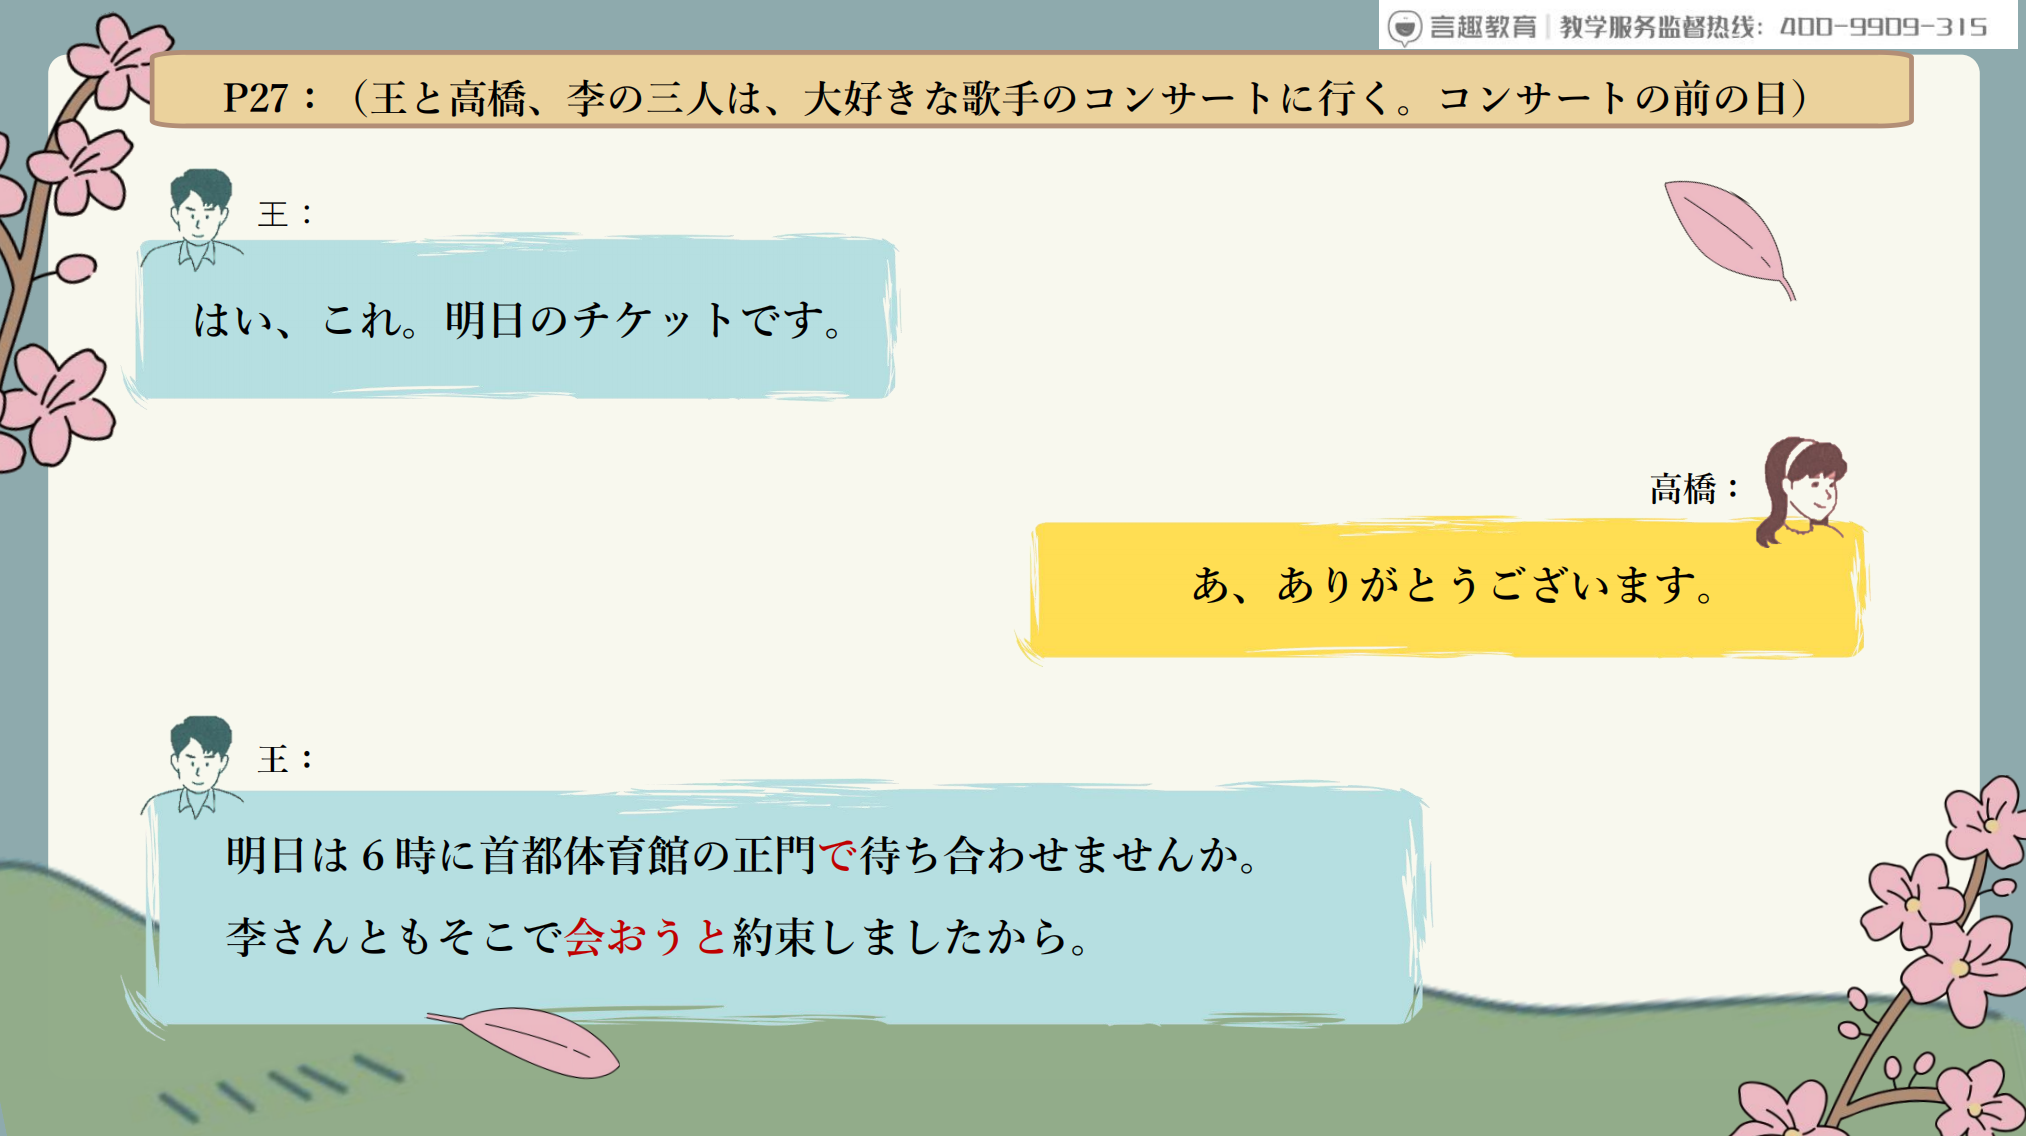 言趣教育 | 教学服务监督热线：400-9909-315
P27：（王と高橋、李の三人は、大好きな歌手のコンサートに行く。コンサートの前の日）
王：
はい、これ。明日のチケットです。
高橋：
あ、ありがとうございます。
王：
明日は６時に首都体育館の正門で待ち合わせませんか。
李さんともそこで会おうと約束しましたから。